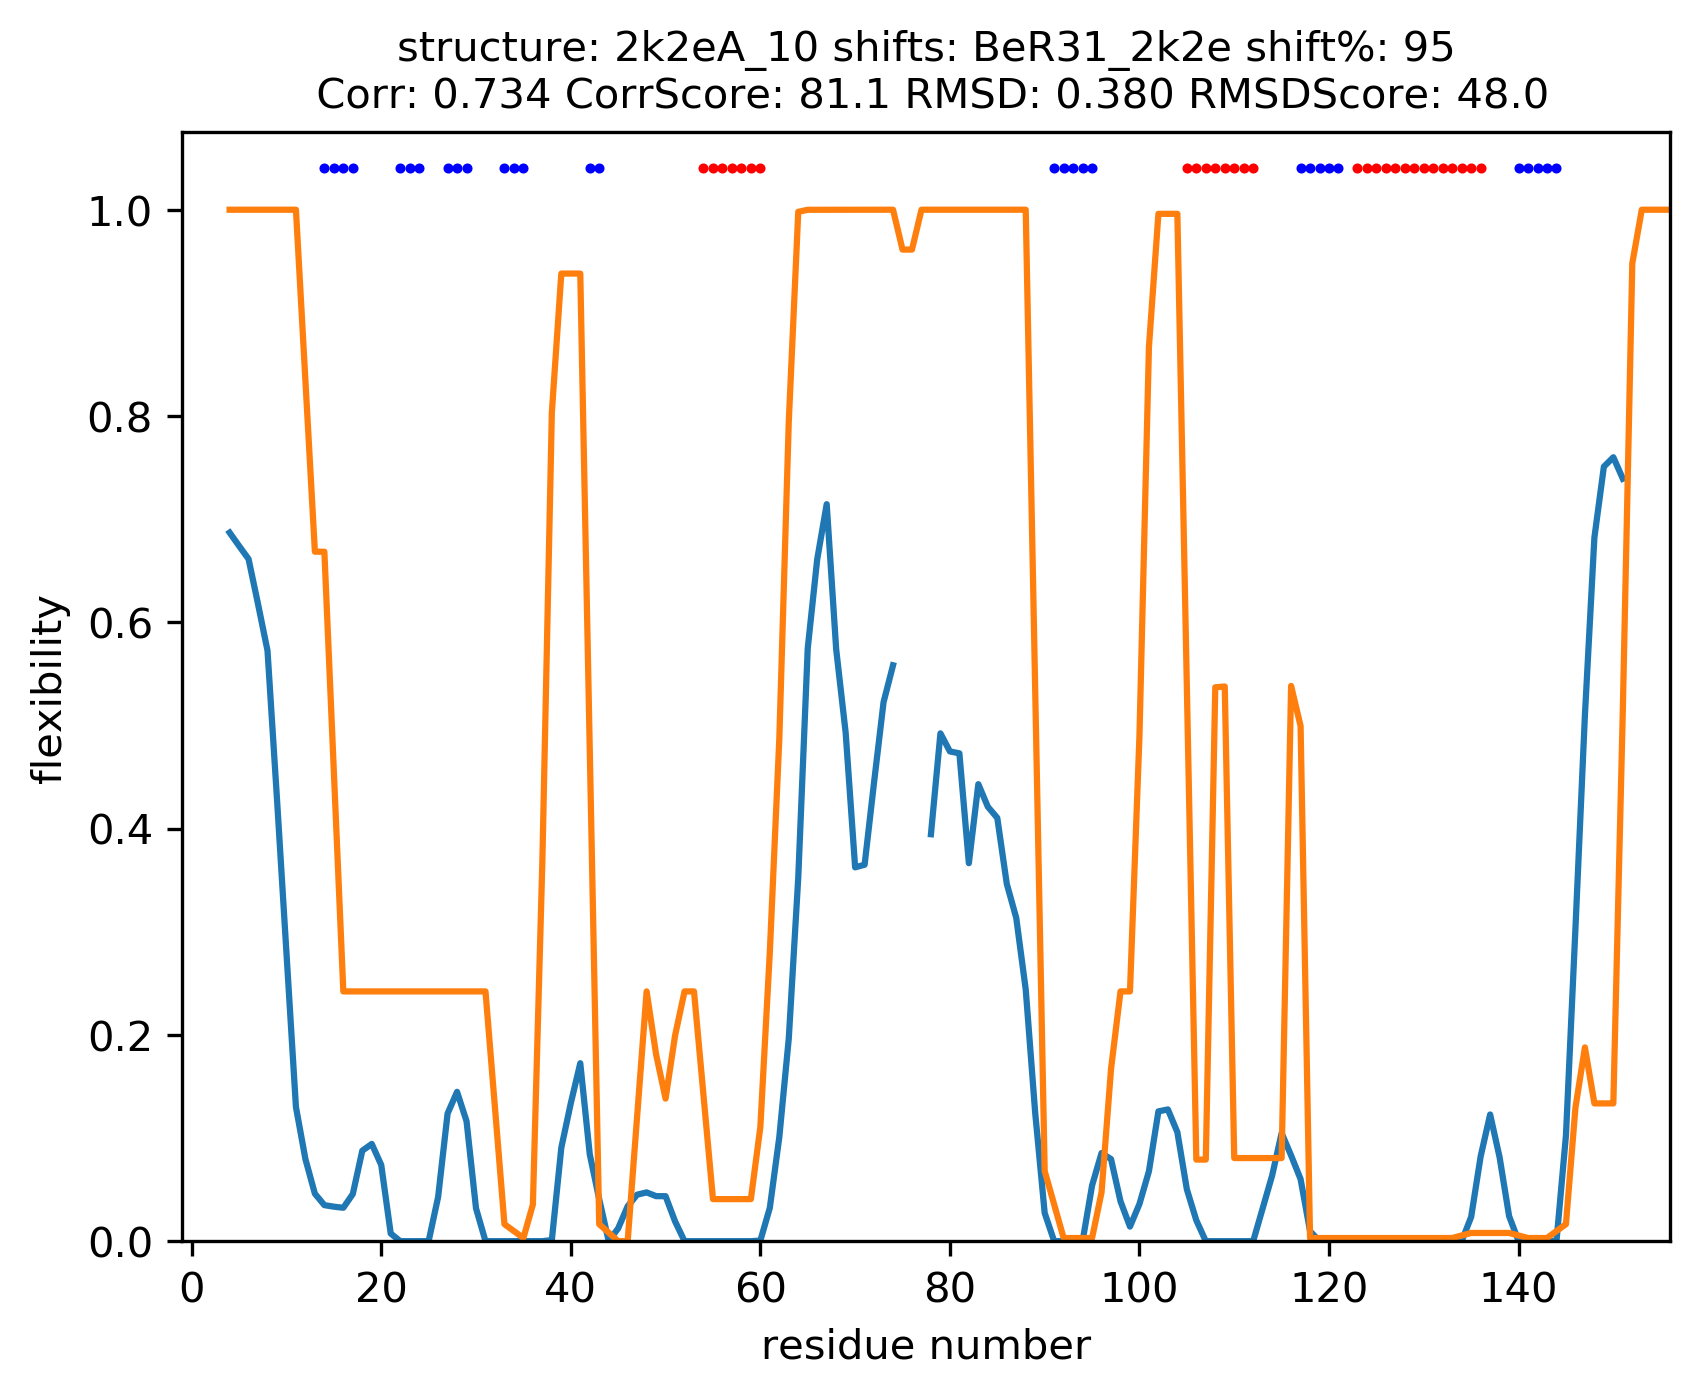 structure: 2k2eA_10 shifts: BeR31_2k2e shift%: 95
Corr: 0.734 CorrScore: 81.1 RMSD: 0.380 RMSDScore: 48.0
1.0
0.8
0.6
0.4
0.2
0.0
flexibility
0 20 40 60 80 100 120 140
residue number